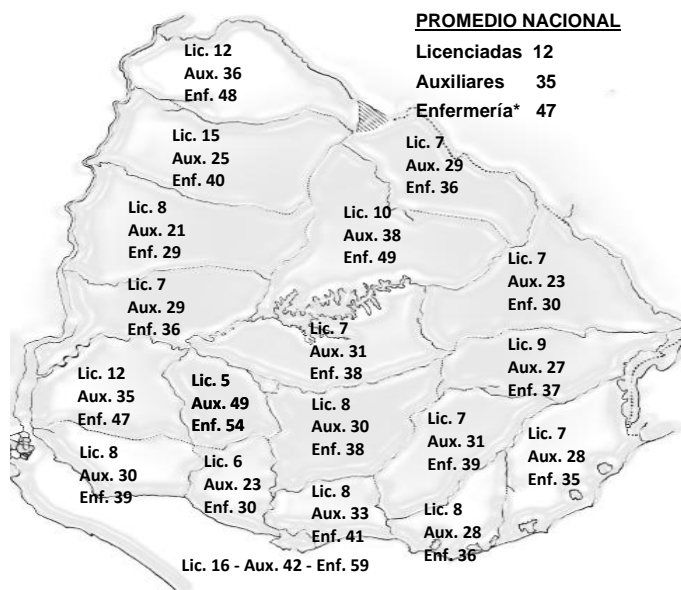 PROMEDIO NACIONAL
Licenciadas 12
Auxiliares 35
Enfermería* 47
Lic. 12
Aux. 36
Enf. 48
Lic. 15
Aux. 25
Enf. 40
Lic. 7
Aux. 29
Enf. 36
Lic. 8
Aux. 21
Enf. 29
Lic. 10
Aux. 38
Enf. 49
Lic. 7
Aux. 23
Enf. 30
Lic. 7
Aux. 29
Enf. 36
Lic. 7
Aux. 31
Enf. 38
Lic. 9
Aux. 27
Enf. 37
Lic. 12
Aux. 35
Enf. 47
Lic. 5
Aux. 49
Enf. 54
Lic. 8
Aux. 30
Enf. 38
Lic. 7
Aux. 31
Enf. 39
Lic. 7
Aux. 28
Enf. 35
Lic. 8
Aux. 30
Enf. 39
Lic. 6
Aux. 23
Enf. 30
Lic. 8
Aux. 33
Enf. 41
Lic. 8
Aux. 28
Enf. 36
Lic. 16 - Aux. 42 - Enf. 59